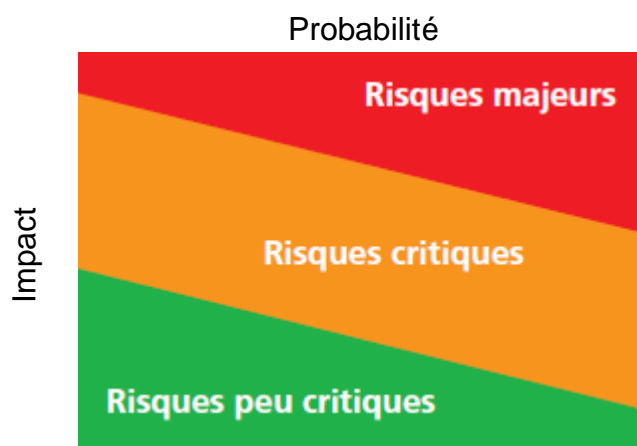 Probabilité
Risques majeurs
Impact
Risques critiques
Risques peu critiques